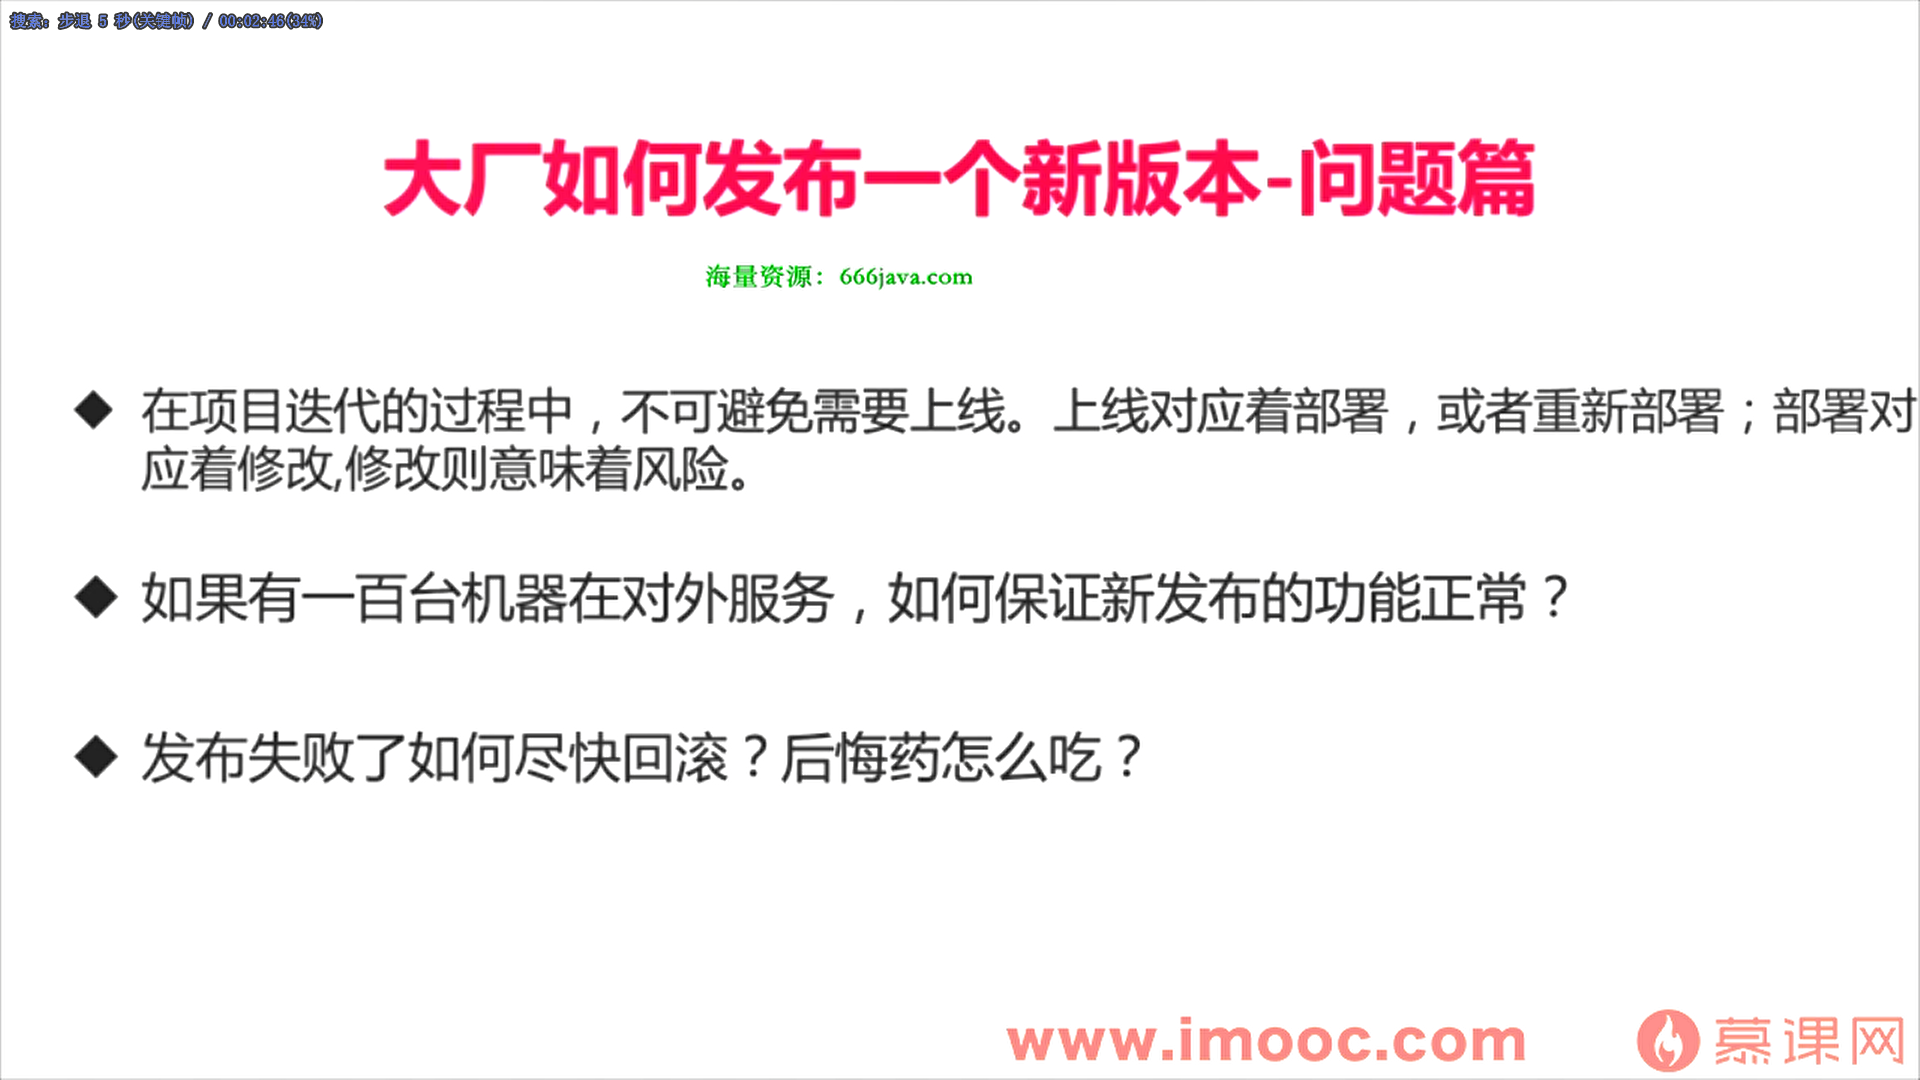 搜索: 步退 5 秒(关键帧) / 00:02:46(34%)
大厂如何发布一个新版本-问题篇
海量资源：666java.com
◆ 在项目迭代的过程中，不可避免需要上线。上线对应着部署，或者重新部署；部署对
应着修改,修改则意味着风险。
◆ 如果有一百台机器在对外服务，如何保证新发布的功能正常？
◆ 发布失败了如何尽快回滚？后悔药怎么吃？
www.imooc.com 慕课网